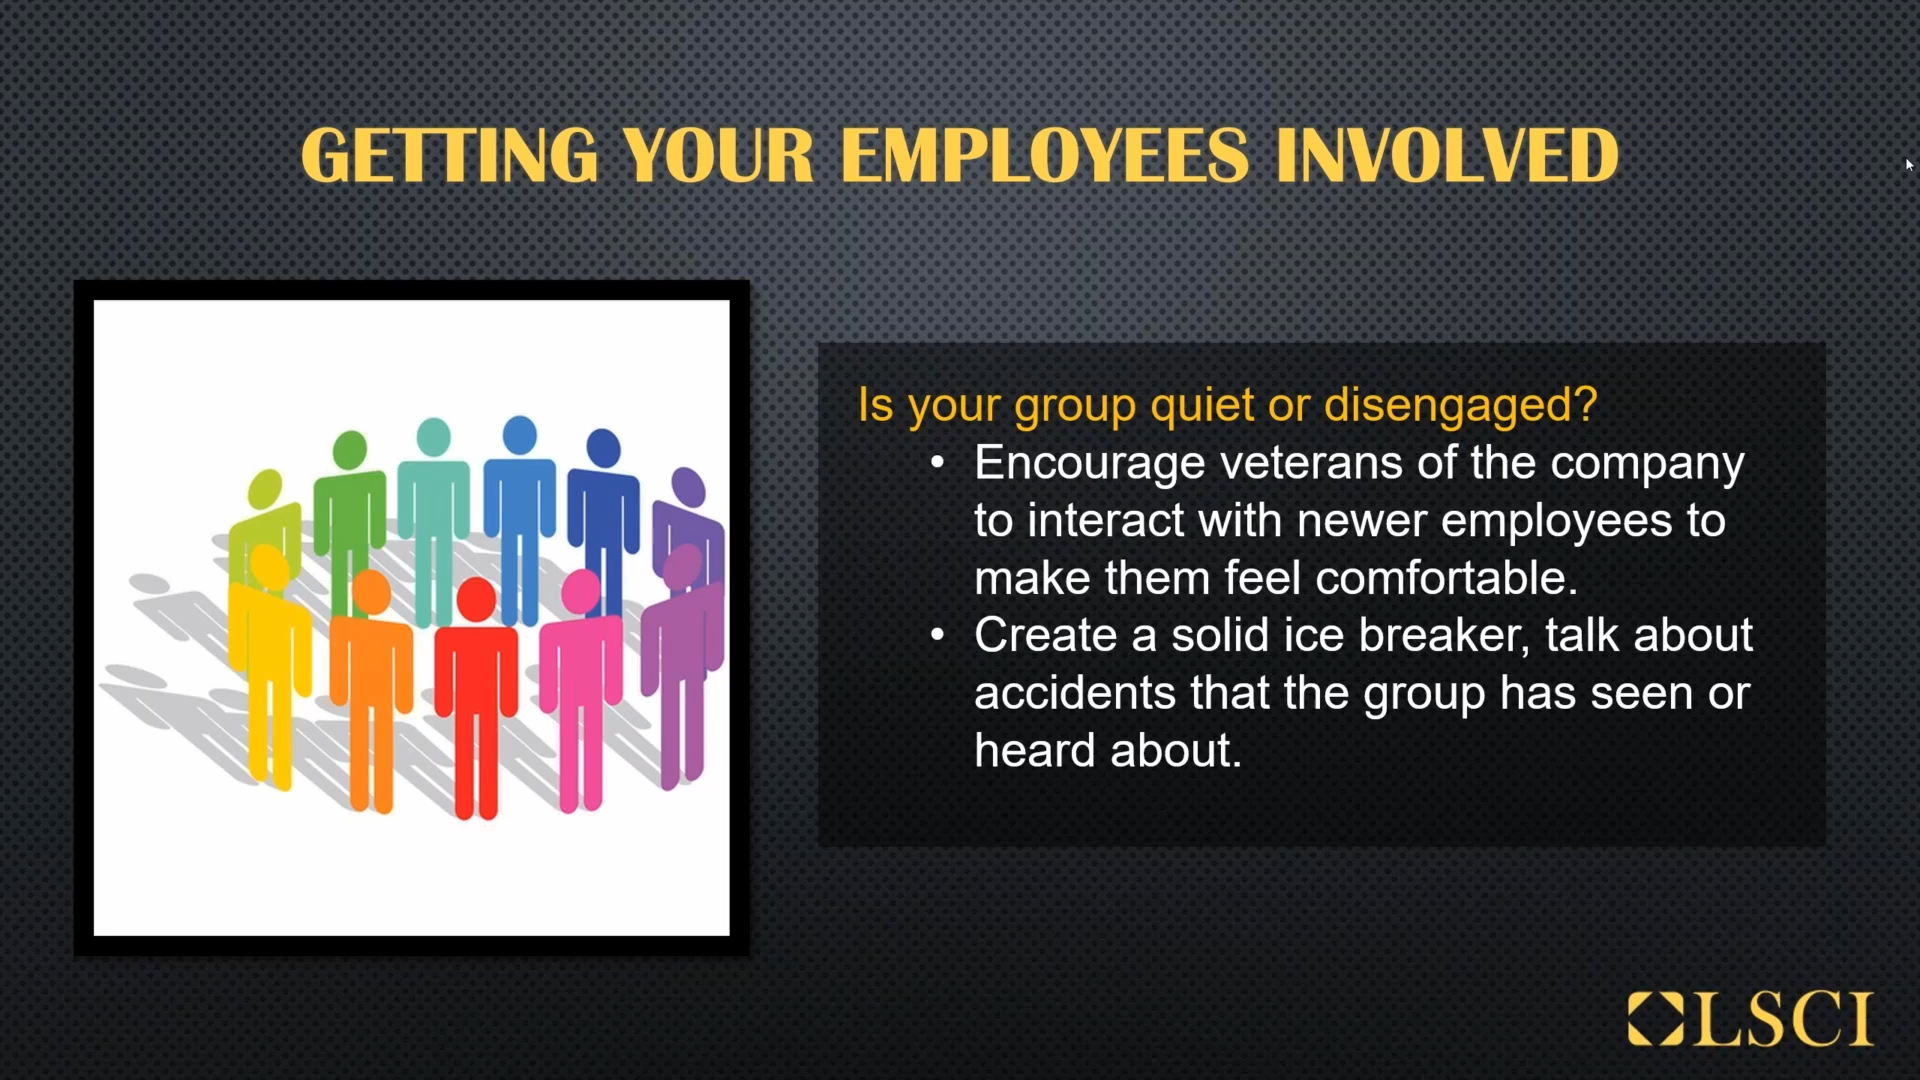 GETTING YOUR EMPLOYEES INVOLVED
Is your group quiet or disengaged?
• Encourage veterans of the company
to interact with newer employees to
make them feel comfortable.
• Create a solid ice breaker, talk about
accidents that the group has seen or
heard about.
LSCI